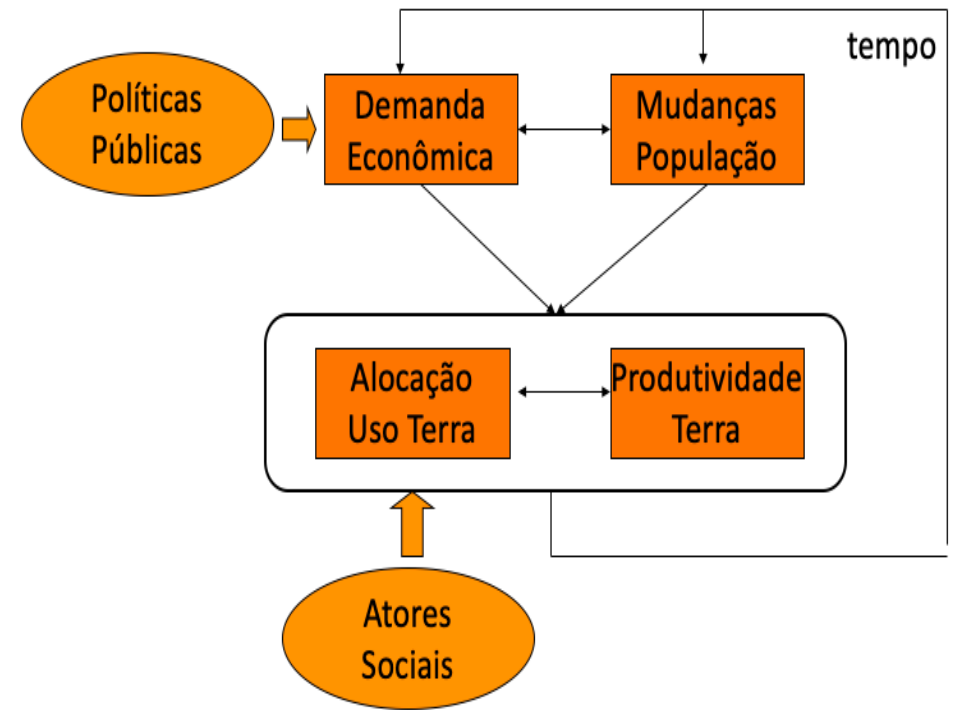 tempo
Políticas
Públicas
Demanda
Econômica
Mudanças
População
Alocação
Uso Terra
Produtividade
Terra
Atores
Sociais